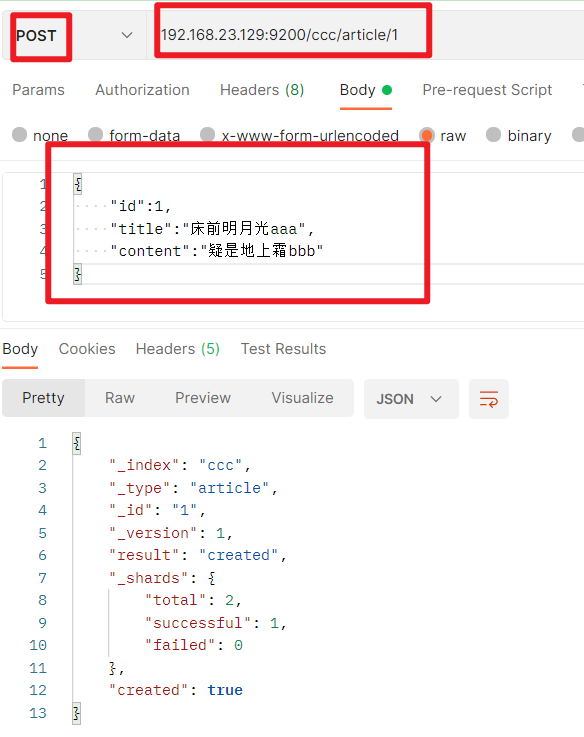 POST 192.168.23.129:9200/ccc/article/1
Params Authorization Headers (8) Body Pre-request Script
none form-data x-www-form-urlencoded raw binary
1 {
2 "id":1,
3 "title":"床前明月光aaa",
4 "content":"疑是地上霜bbb"
5 }
Body Cookies Headers (5) Test Results
Pretty Raw Preview Visualize JSON
1 {
2 "_index": "ccc",
3 "_type": "article",
4 "_id": "1",
5 "_version": 1,
6 "result": "created",
7 "_shards": {
8 "total": 2,
9 "successful": 1,
10 "failed": 0
11 },
12 "created": true
13 }